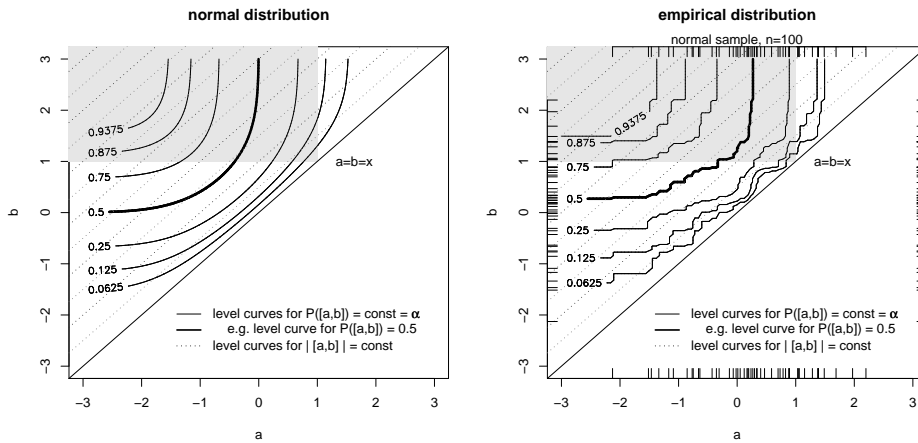 normal distribution
3
2
1
0
−1
−2
−3
b
0.9375
0.875
0.75
0.5
0.25
0.125
0.0625
a=b=x
level curves for P([a,b]) = const = α
e.g. level curve for P([a,b]) = 0.5
level curves for | [a,b] | = const
−3 −2 −1 0 1 2 3
a
empirical distribution
normal sample, n=100
3
2
1
0
−1
−2
−3
b
0.9375
0.875
0.75
0.5
0.25
0.125
0.0625
a=b=x
level curves for P([a,b]) = const = α
e.g. level curve for P([a,b]) = 0.5
level curves for | [a,b] | = const
−3 −2 −1 0 1 2 3
a